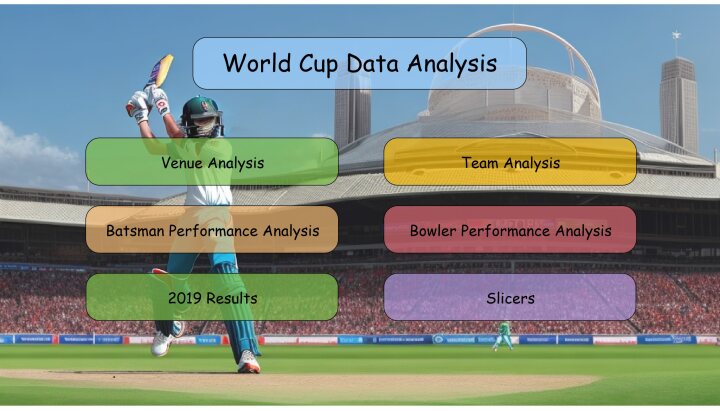 World Cup Data Analysis
Venue Analysis
Team Analysis
Batsman Performance Analysis
Bowler Performance Analysis
2019 Results
Slicers